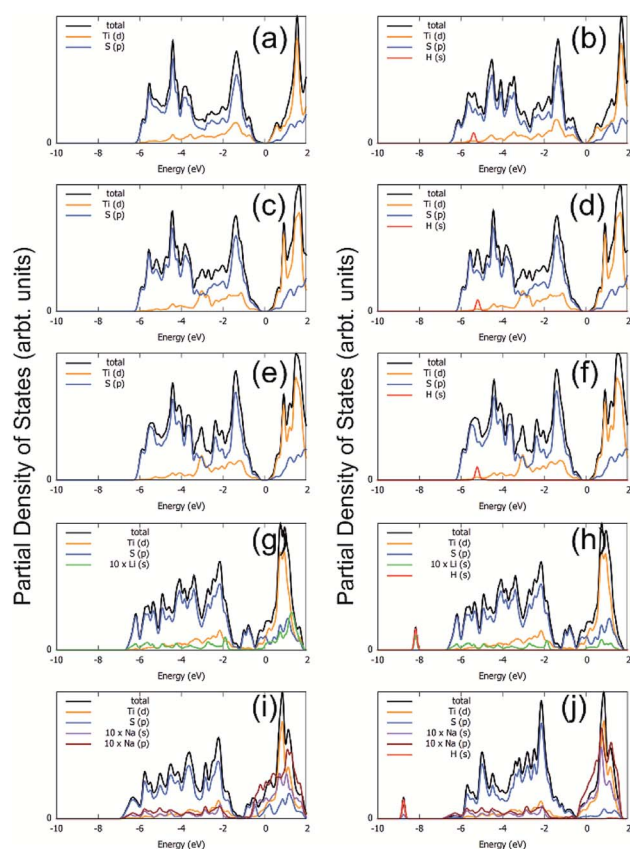 Partial Density of States (arbt. units)
Partial Density of States (arbt. units)
(a)
total
Ti (d)
S (p)
0
-10 -8 -6 -4 -2 0 2
Energy (eV)
(b)
total
Ti (d)
S (p)
H (s)
0
-10 -8 -6 -4 -2 0 2
Energy (eV)
(c)
total
Ti (d)
S (p)
0
-10 -8 -6 -4 -2 0 2
Energy (eV)
(d)
total
Ti (d)
S (p)
H (s)
0
-10 -8 -6 -4 -2 0 2
Energy (eV)
(e)
total
Ti (d)
S (p)
0
-10 -8 -6 -4 -2 0 2
Energy (eV)
(f)
total
Ti (d)
S (p)
H (s)
0
-10 -8 -6 -4 -2 0 2
Energy (eV)
(g)
total
Ti (d)
S (p)
10 x Li (s)
0
-10 -8 -6 -4 -2 0 2
Energy (eV)
(h)
total
Ti (d)
S (p)
10 x Li (s)
H (s)
0
-10 -8 -6 -4 -2 0 2
Energy (eV)
(i)
total
Ti (d)
S (p)
10 x Na (s)
10 x Na (p)
0
-10 -8 -6 -4 -2 0 2
Energy (eV)
(j)
total
Ti (d)
S (p)
10 x Na (s)
10 x Na (p)
H (s)
0
-10 -8 -6 -4 -2 0 2
Energy (eV)